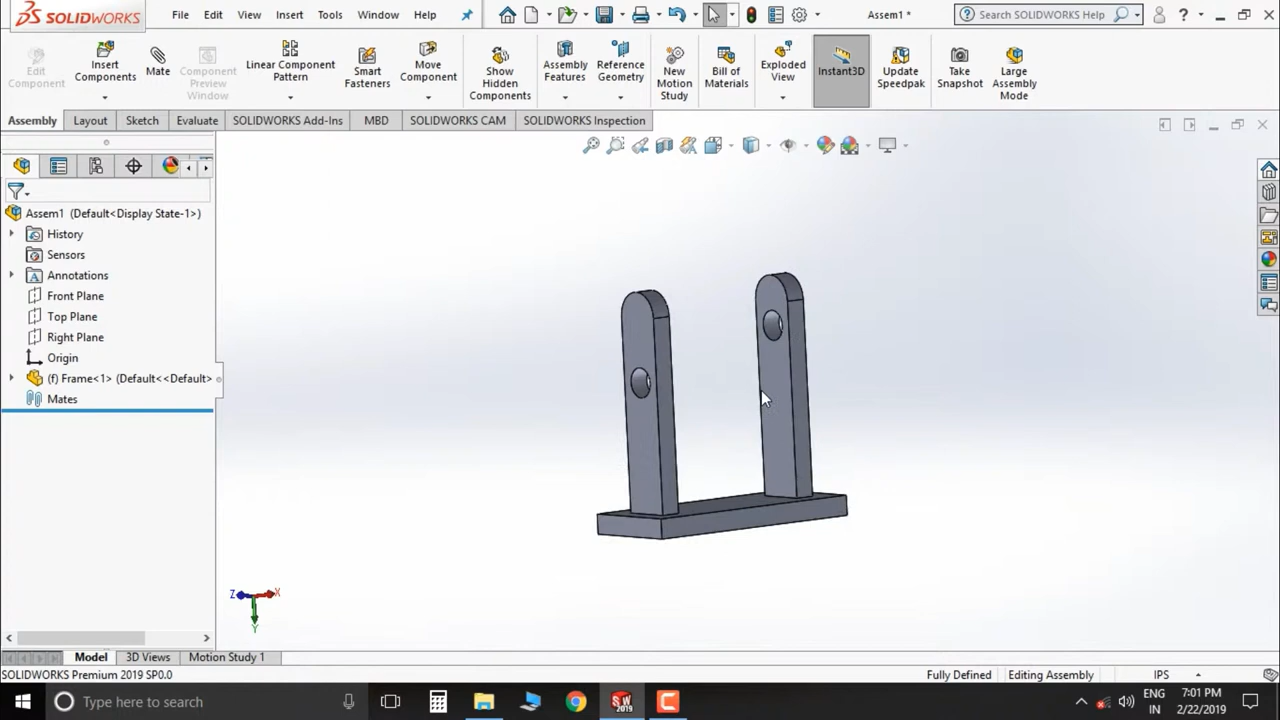 SOLIDWORKS
File Edit View Insert Tools Window Help
Assem1 *
Search SOLIDWORKS Help
?
Edit Component
Insert Components
Mate
Component Preview Window
Linear Component Pattern
Smart Fasteners
Move Component
Show Hidden Components
Assembly Features
Reference Geometry
New Motion Study
Bill of Materials
Exploded View
Instant3D
Update Speedpak
Take Snapshot
Large Assembly Mode
Assembly Layout Sketch Evaluate SOLIDWORKS Add-Ins MBD SOLIDWORKS CAM SOLIDWORKS Inspection
Assem1 (Default<Display State-1>)
History
Sensors
Annotations
Front Plane
Top Plane
Right Plane
Origin
(f) Frame<1> (Default<<Default>
Mates
Z X
Y
Model 3D Views Motion Study 1
SOLIDWORKS Premium 2019 SP0.0 Fully Defined Editing Assembly IPS
Type here to search
SW 2019
ENG 7:01 PM
IN 2/22/2019